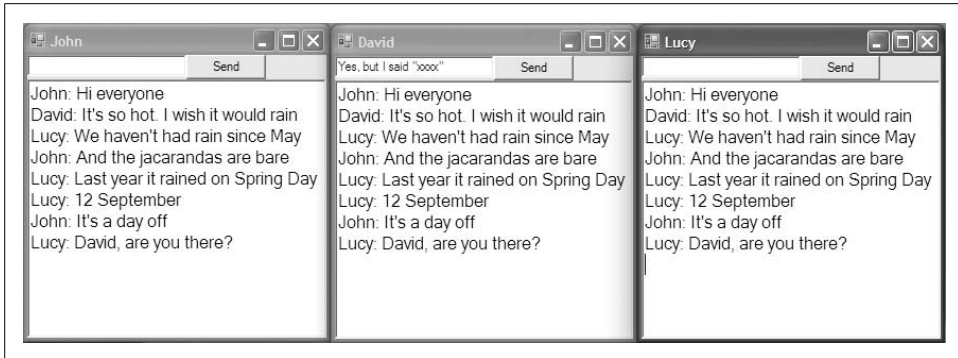 John
Send
John: Hi everyone
David: It's so hot. I wish it would rain
Lucy: We haven't had rain since May
John: And the jacarandas are bare
Lucy: Last year it rained on Spring Day
Lucy: 12 September
John: It's a day off
Lucy: David, are you there?
David
Yes, but I said "xxxx"
Send
John: Hi everyone
David: It's so hot. I wish it would rain
Lucy: We haven't had rain since May
John: And the jacarandas are bare
Lucy: Last year it rained on Spring Day
Lucy: 12 September
John: It's a day off
Lucy: David, are you there?
Lucy
Send
John: Hi everyone
David: It's so hot. I wish it would rain
Lucy: We haven't had rain since May
John: And the jacarandas are bare
Lucy: Last year it rained on Spring Day
Lucy: 12 September
John: It's a day off
Lucy: David, are you there?